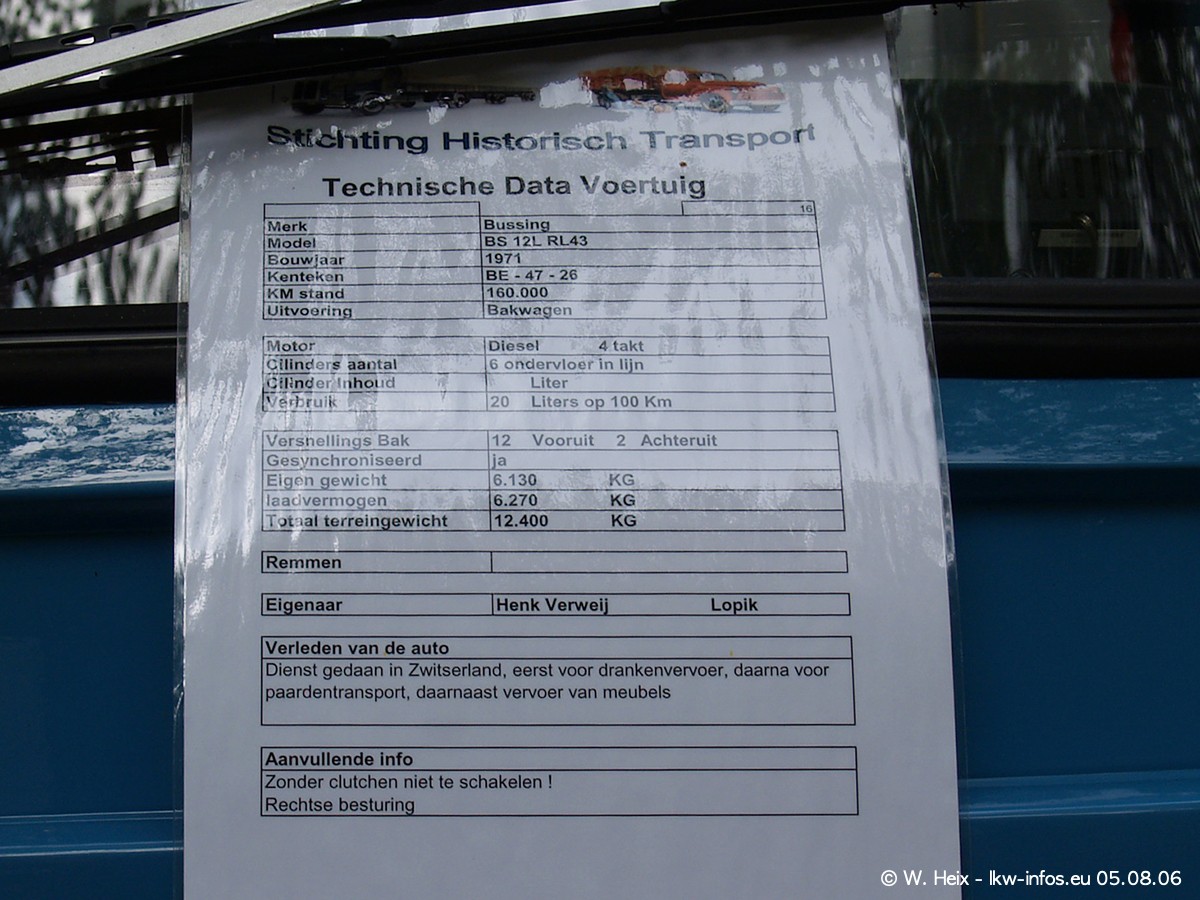 Stichting Historisch Transport
Technische Data Voertuig
16
Merk Bussing
Model BS 12L RL43
Bouwjaar 1971
Kenteken BE - 47 - 26
KM stand 160.000
Uitvoering Bakwagen
Motor Diesel 4 takt
Cilinders aantal 6 ondervloer in lijn
Cilinder Inhoud Liter
Verbruik 20 Liters op 100 Km
Versnellings Bak 12 Vooruit 2 Achteruit
Gesynchroniseerd ja
Eigen gewicht 6.130 KG
laadvermogen 6.270 KG
Totaal terreingewicht 12.400 KG
Remmen
Eigenaar Henk Verweij Lopik
Verleden van de auto
Dienst gedaan in Zwitserland, eerst voor drankenvervoer, daarna voor
paardentransport, daarnaast vervoer van meubels
Aanvullende info
Zonder clutchen niet te schakelen !
Rechtse besturing
© W. Heix - lkw-infos.eu 05.08.06